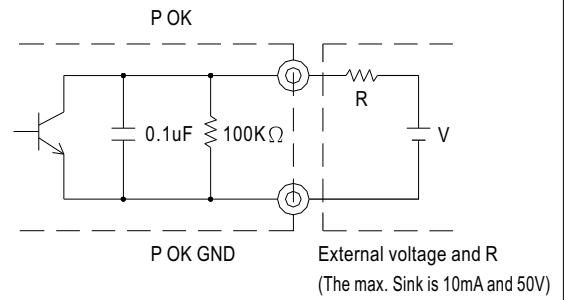 P OK
0.1uF
100KΩ
R
V
P OK GND
External voltage and R
(The max. Sink is 10mA and 50V)